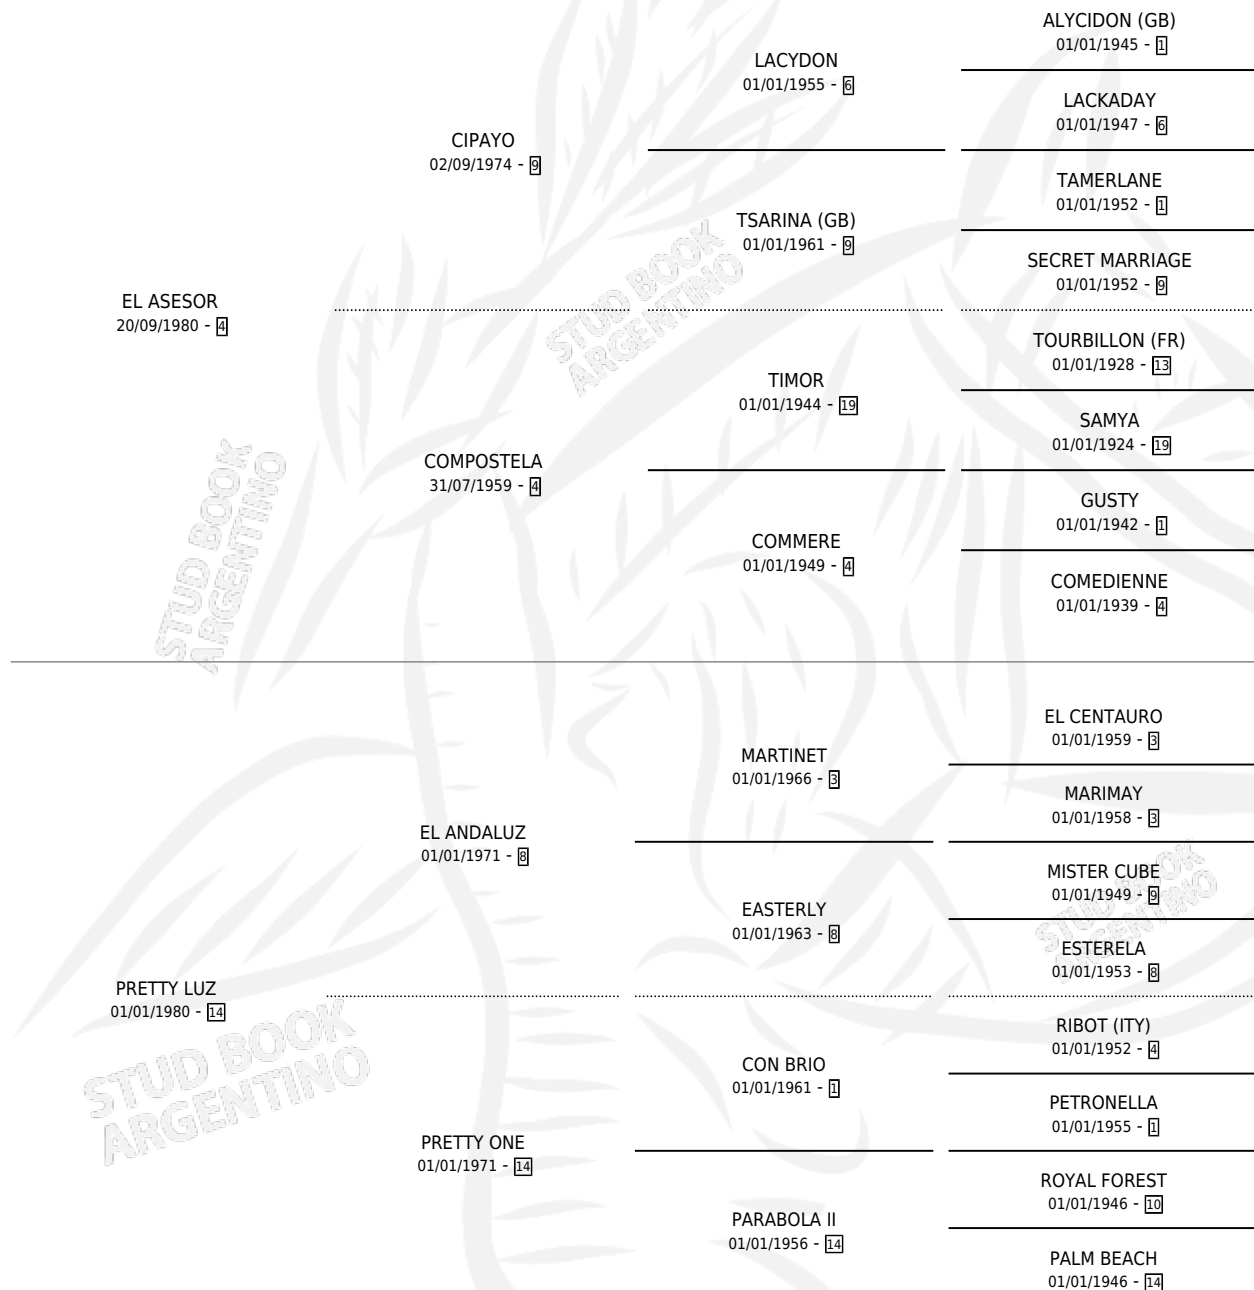 ALYCIDON (GB)
01/01/1945 - 1
LACYDON
01/01/1955 - 6
LACKADAY
01/01/1947 - 6
CIPAYO
02/09/1974 - 9
TAMERLANE
01/01/1952 - 1
TSARINA (GB)
01/01/1961 - 9
SECRET MARRIAGE
01/01/1952 - 9
EL ASESOR
20/09/1980 - 4
TOURBILLON (FR)
01/01/1928 - 13
TIMOR
01/01/1944 - 19
SAMYA
01/01/1924 - 19
COMPOSTELA
31/07/1959 - 4
GUSTY
01/01/1942 - 1
COMMERE
01/01/1949 - 4
COMEDIENNE
01/01/1939 - 4
EL CENTAURO
01/01/1959 - 3
MARTINET
01/01/1966 - 3
MARIMAY
01/01/1958 - 3
EL ANDALUZ
01/01/1971 - 8
MISTER CUBE
01/01/1949 - 9
EASTERLY
01/01/1963 - 8
ESTERELA
01/01/1953 - 8
PRETTY LUZ
01/01/1980 - 14
RIBOT (ITY)
01/01/1952 - 4
CON BRIO
01/01/1961 - 1
PETRONELLA
01/01/1955 - 1
PRETTY ONE
01/01/1971 - 14
ROYAL FOREST
01/01/1946 - 10
PARABOLA II
01/01/1956 - 14
PALM BEACH
01/01/1946 - 14
STUD BOOK
ARGENTINO
STUD BOOK
ARGENTINO
STUD BOOK
ARGENTINO
STUD BOOK
ARGENTINO